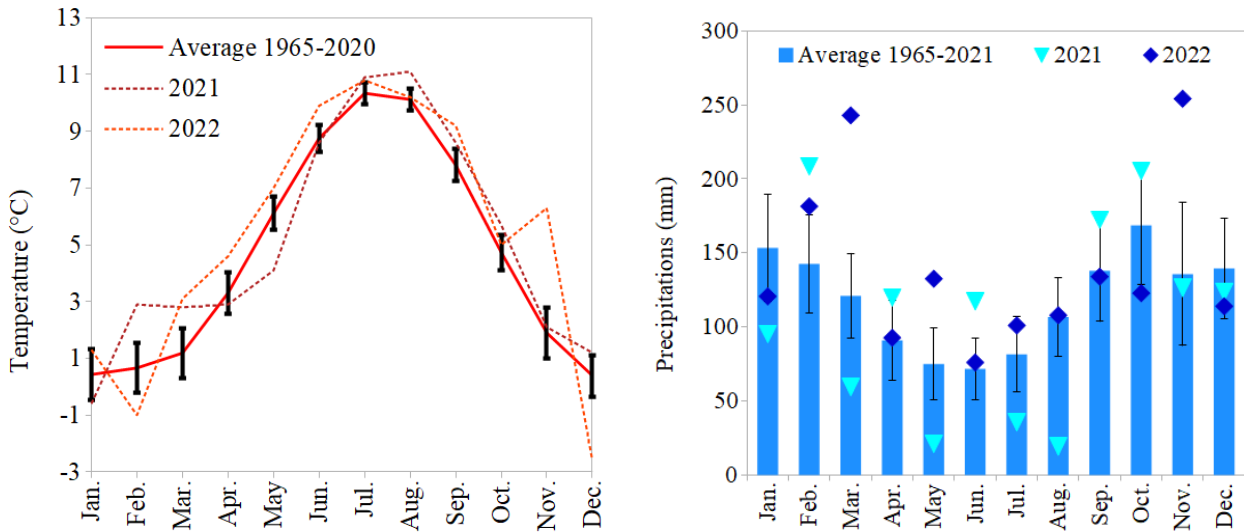 13
11
9
7
5
3
1
-1
-3
Temperature (°C)
Average 1965-2020
2021
2022
Jan.
Feb.
Mar.
Apr.
May
Jun.
Jul.
Aug.
Sep.
Oct.
Nov.
Dec.
300
250
200
150
100
50
0
Precipitations (mm)
Average 1965-2021 2021 2022
Jan.
Feb.
Mar.
Apr.
May
Jun.
Jul.
Aug.
Sep.
Oct.
Nov.
Dec.